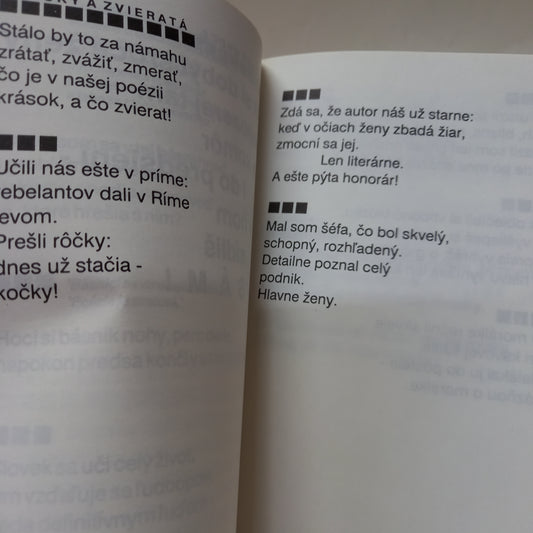 A ZVIERATÁ
Stálo by to za námahu
zrátať, zvážiť, zmerať,
čo je v našej poézii
krások, a čo zvierat!
Učili nás ešte v príme:
rebelantov dali v Ríme
levom.
Prešli rôčky:
dnes už stačia -
kočky!
Zdá sa, že autor náš už starne:
keď v očiach ženy zbadá žiar,
zmocní sa jej.
Len literárne.
A ešte pýta honorár!
Mal som šéfa, čo bol skvelý,
schopný, rozhľadený.
Detailne poznal celý
podnik.
Hlavne ženy.